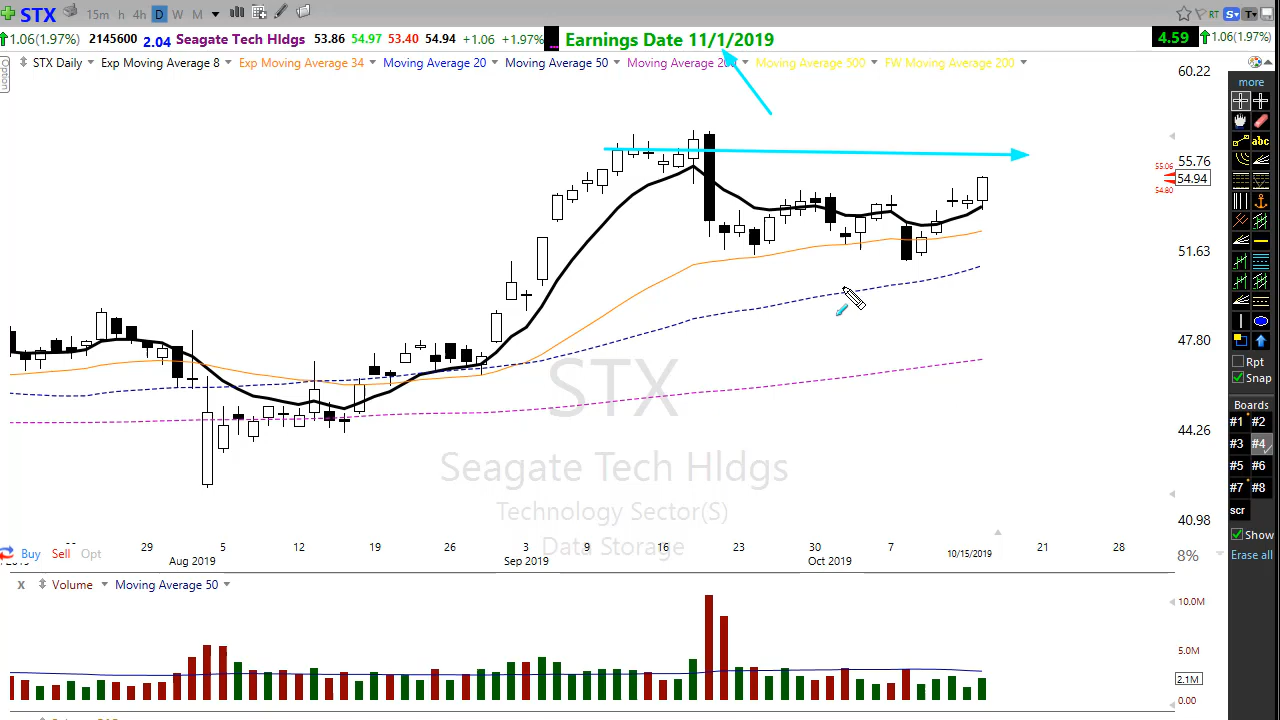 STX 15m h 4h D W M RT S T
1.06(1.97%) 2145600 2.04 Seagate Tech Hldgs 53.86 54.97 53.40 54.94 +1.06 +1.97% Earnings Date 11/1/2019 4.59 1.06(1.97%)
Option
STX Daily Exp Moving Average 8 Exp Moving Average 34 Moving Average 20 Moving Average 50 Moving Average 200 Moving Average 500 FW Moving Average 200
60.22
55.76
55.06
54.94
54.80
51.63
47.80
44.26
40.98
8%
STX
Seagate Tech Hldgs
Technology Sector(S)
Data Storage
29 5 12 19 26 3 9 16 23 30 7 10/15/2019 21 28
Buy Sell Opt
Aug 2019 Sep 2019 Oct 2019
X Volume Moving Average 50
10.0M
5.0M
2.1M
0.00
more
abc
Rpt
Snap
Boards
#1 #2
#3 #4
#5 #6
#7 #8
scr
Show
Erase all